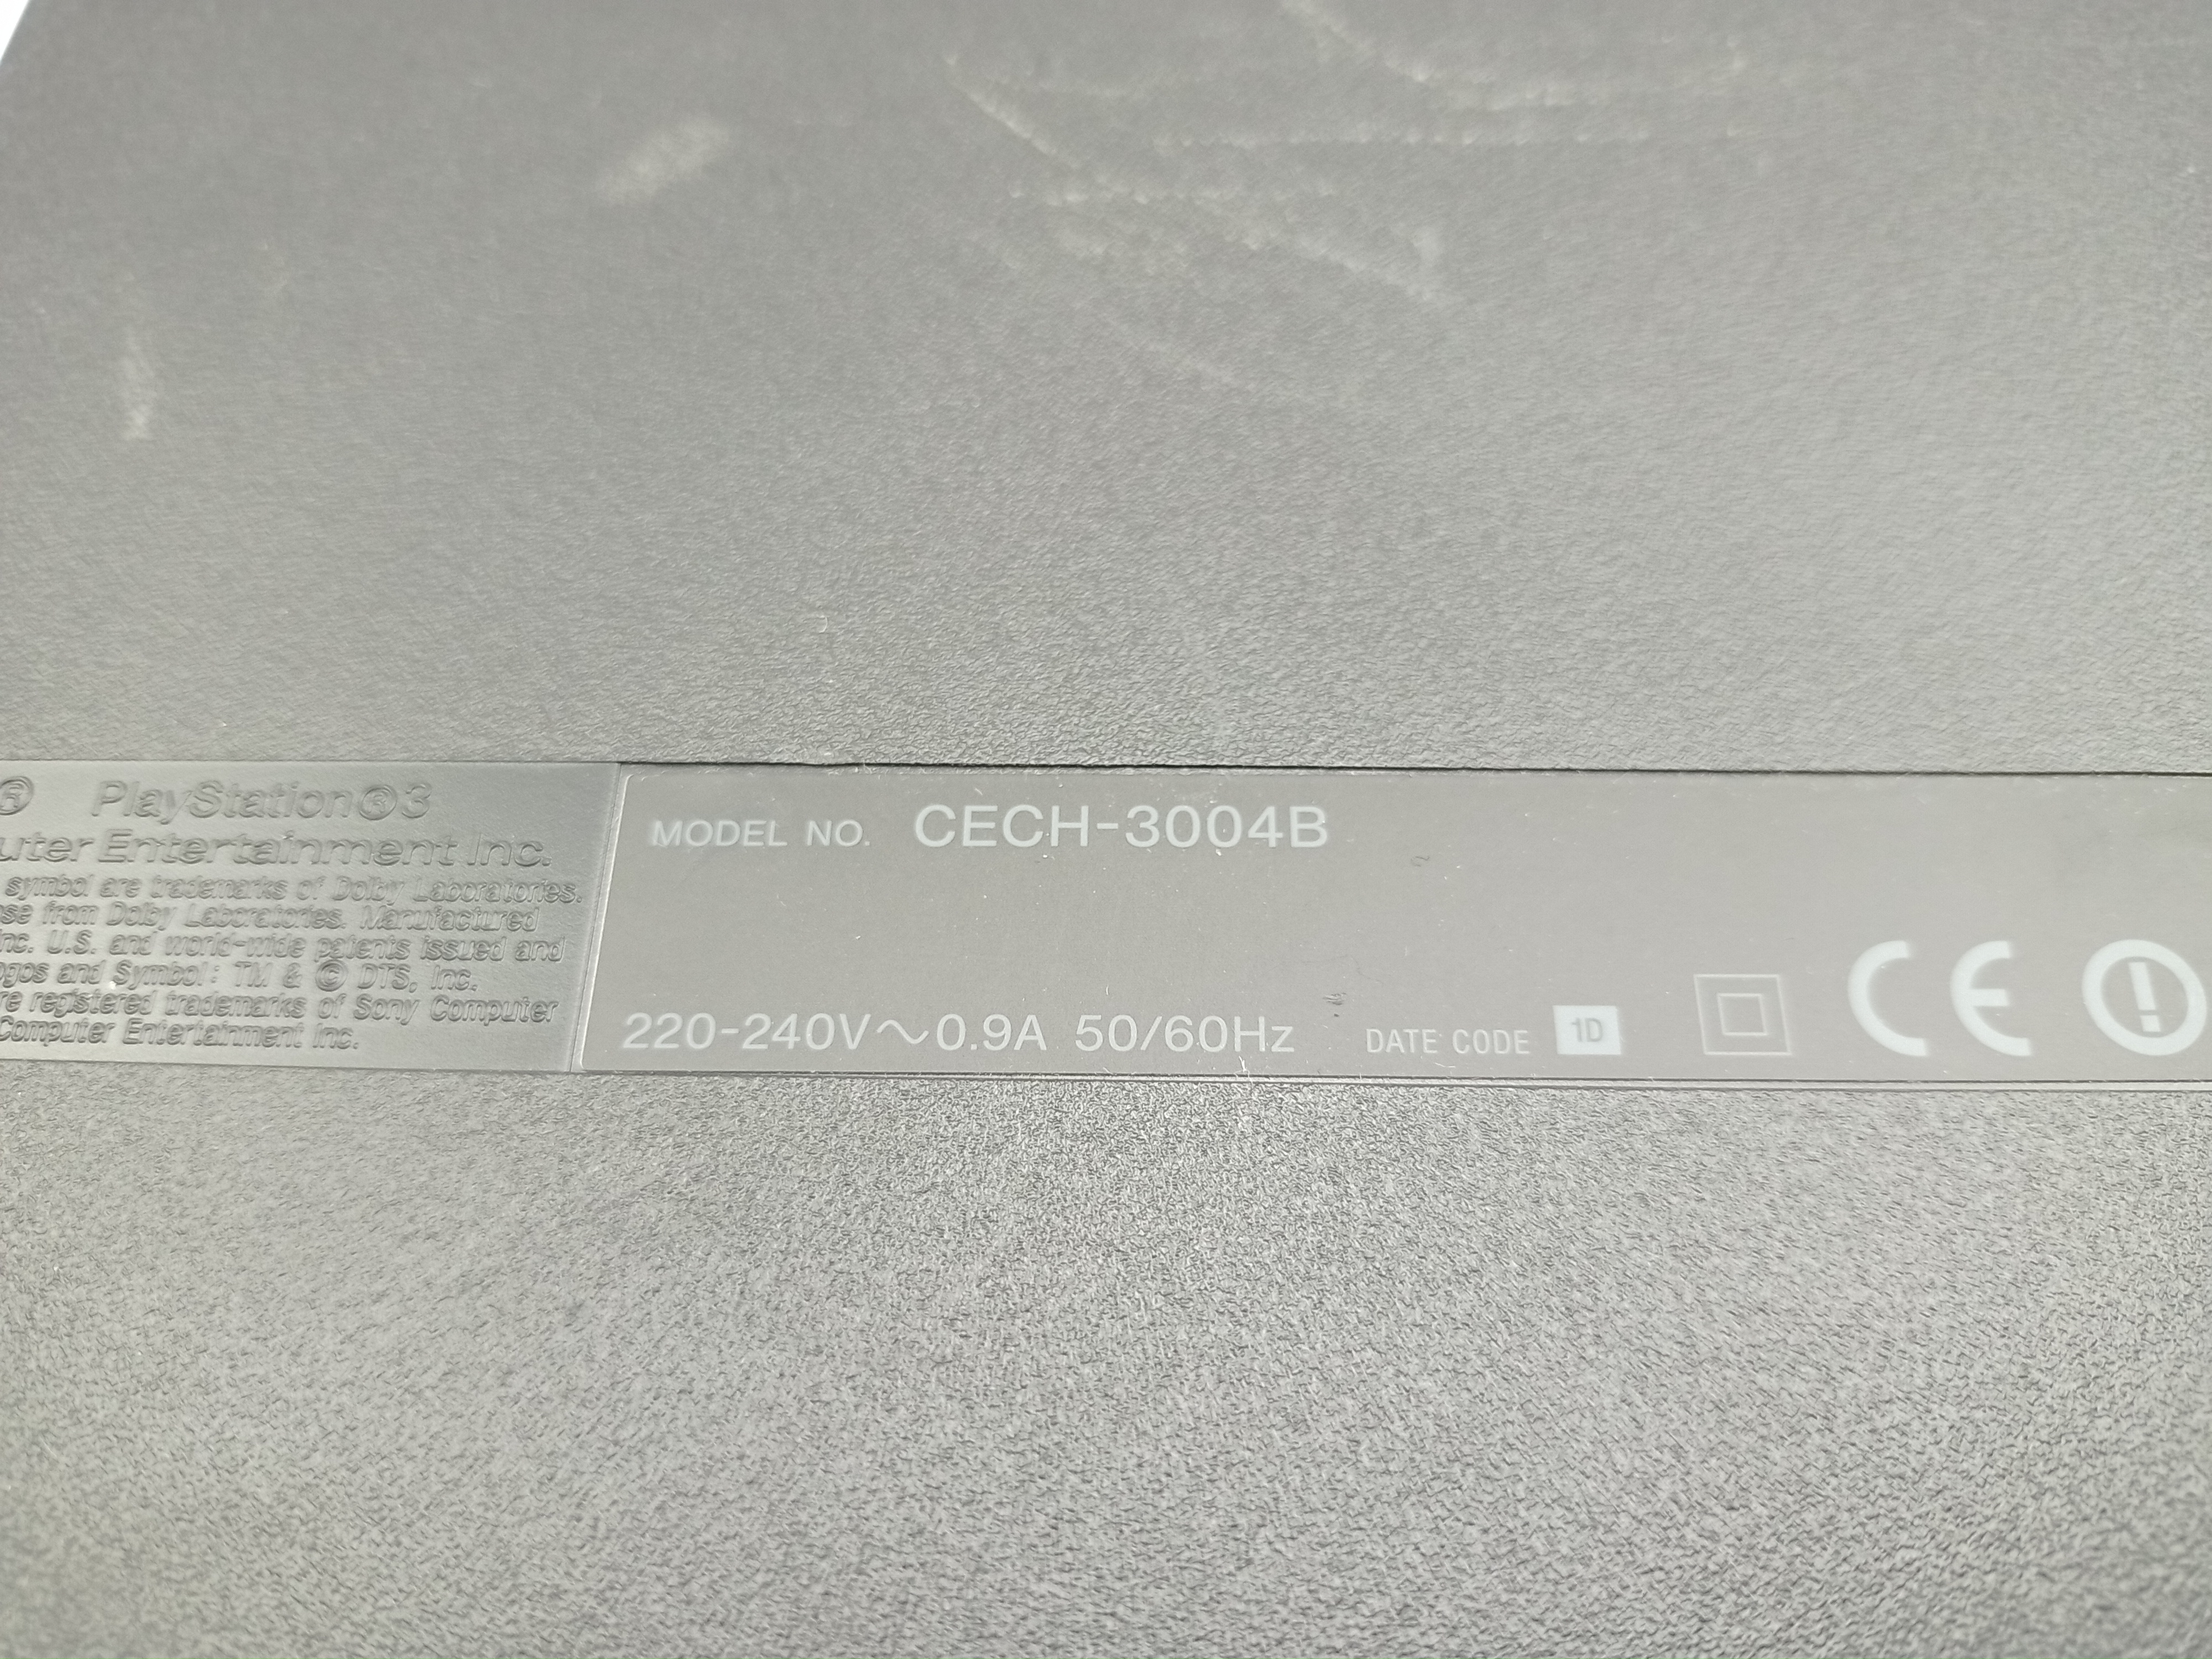 ® PlayStation®3
uter Entertainment Inc.
symbol are trademarks of Dolby Laboratories.
se from Dolby Laboratories. Manufactured
nc. U.S. and world-wide patents issued and
ogos and Symbol: TM & © DTS, Inc.
re registered trademarks of Sony Computer
Computer Entertainment Inc.
MODEL NO. CECH-3004B
220-240V~0.9A 50/60Hz DATE CODE 1D CE